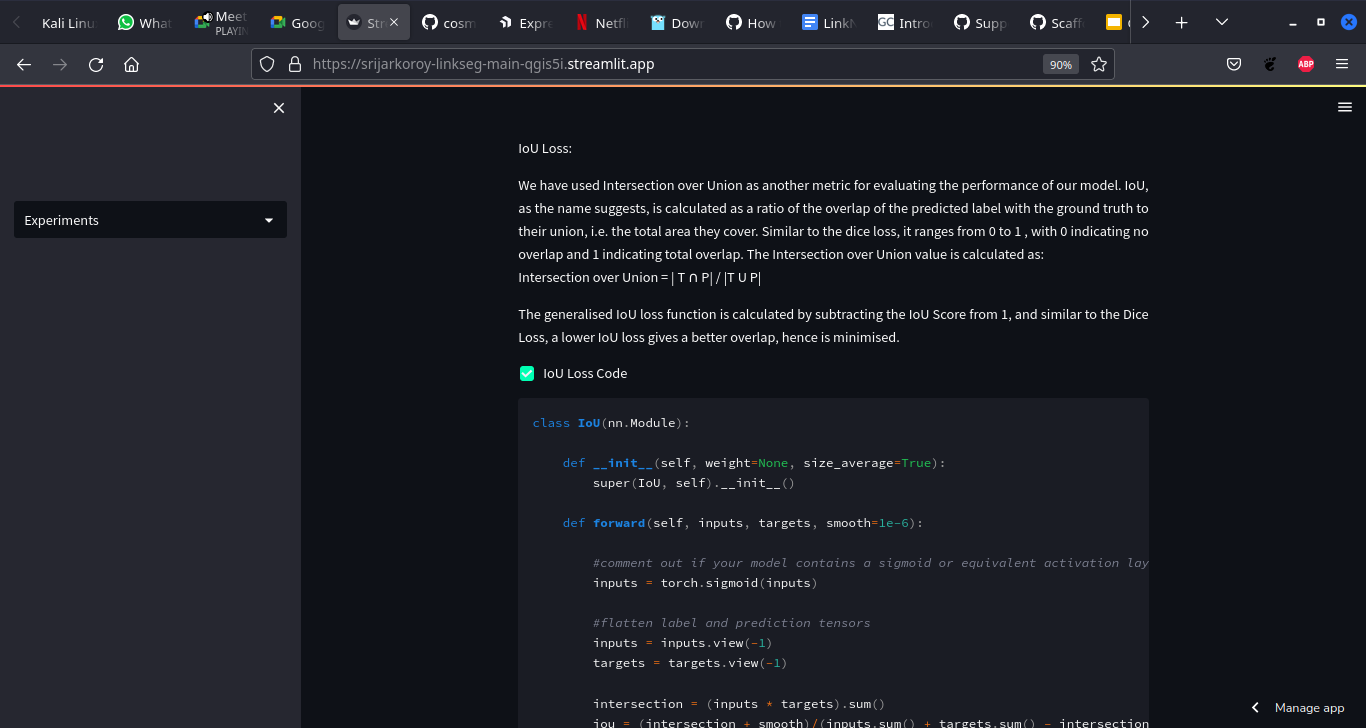 Kali Linu
What
Meet
PLAYIN
Goog
Str
cosm
Expre
Netfli
Dow
How
LinkN
GC
Intro
Supp
Scaff
https://srijarkoroy-linkseg-main-qgis5i.streamlit.app
90%
ABP
Experiments
IoU Loss:
We have used Intersection over Union as another metric for evaluating the performance of our model. IoU,
as the name suggests, is calculated as a ratio of the overlap of the predicted label with the ground truth to
their union, i.e. the total area they cover. Similar to the dice loss, it ranges from 0 to 1 , with 0 indicating no
overlap and 1 indicating total overlap. The Intersection over Union value is calculated as:
Intersection over Union = | T ∩ P| / |T U P|
The generalised IoU loss function is calculated by subtracting the IoU Score from 1, and similar to the Dice
Loss, a lower IoU loss gives a better overlap, hence is minimised.
IoU Loss Code
class IoU(nn.Module):
def __init__(self, weight=None, size_average=True):
super(IoU, self).__init__()
def forward(self, inputs, targets, smooth=1e-6):
#comment out if your model contains a sigmoid or equivalent activation lay
inputs = torch.sigmoid(inputs)
#flatten label and prediction tensors
inputs = inputs.view(-1)
targets = targets.view(-1)
intersection = (inputs * targets).sum()
iou = (intersection + smooth)/(inputs.sum() + targets.sum() - intersection
Manage app